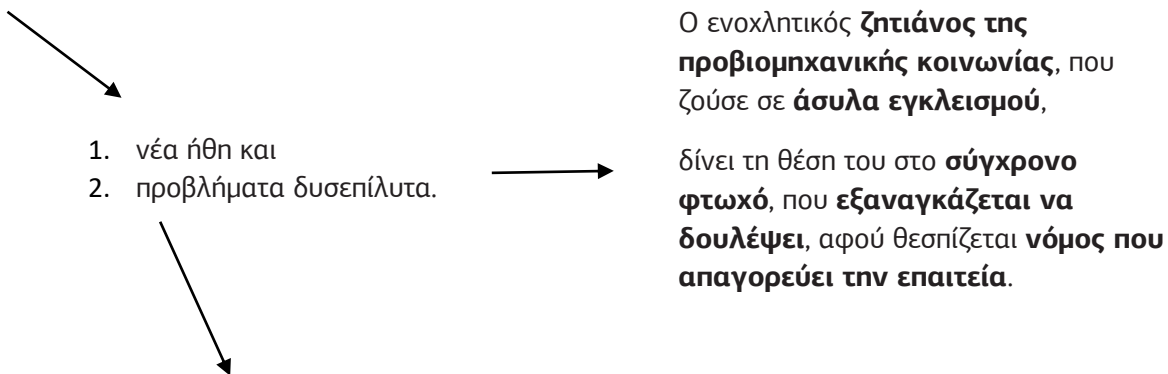 1. νέα ήθη και
2. προβλήματα δυσεπίλυτα.
Ο ενοχλητικός ζητιάνος της
προβιομηχανικής κοινωνίας, που
ζούσε σε άσυλα εγκλεισμού,
δίνει τη θέση του στο σύγχρονο
φτωχό, που εξαναγκάζεται να
δουλέψει, αφού θεσπίζεται νόμος που
απαγορεύει την επαιτεία.